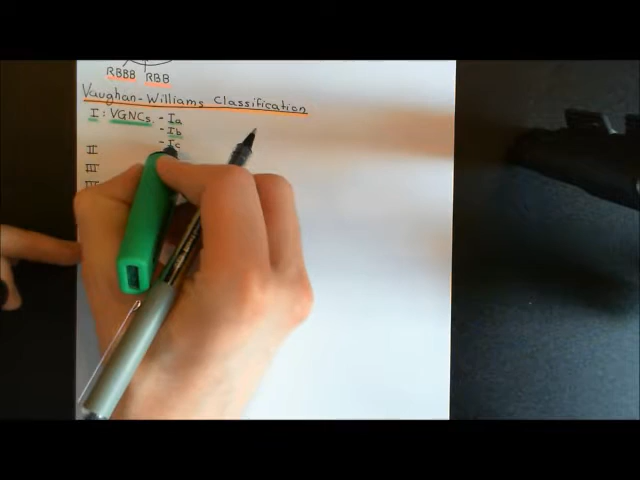 RBBB RBB
Vaughan-Williams Classification
I: VGNCs - Ia
- Ib
- Ic
II
III